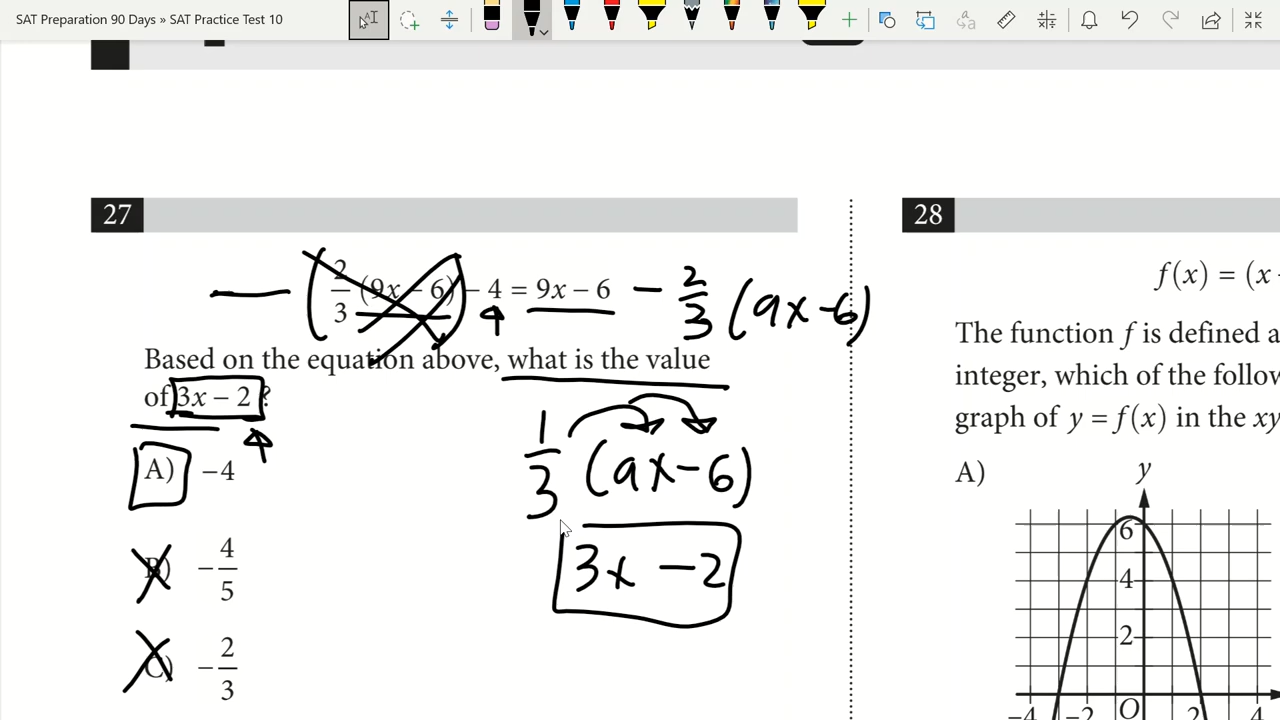 SAT Preparation 90 Days » SAT Practice Test 10
27
— ( 2/3 (9x – 6) ) – 4 = 9x – 6 – 2/3 (9x – 6)
Based on the equation above, what is the value
of 3x – 2 ?
1/3 (9x – 6)
3x – 2
A) –4
B) –4/5
C) –2/3
28
f(x) = (x
The function f is defined a
integer, which of the follow
graph of y = f(x) in the xy
A)
y
6
4
2
O
–4 –2 2 4